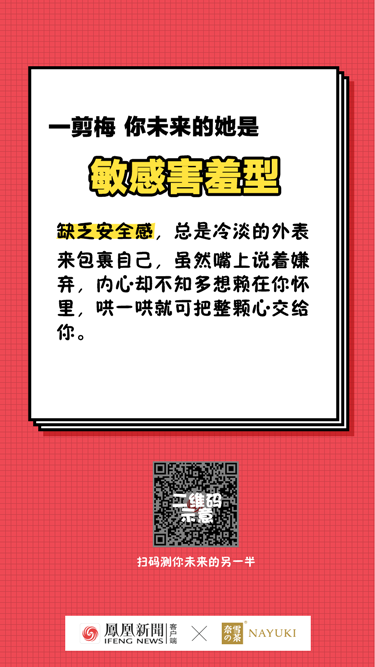 一剪梅 你未来的她是
敏感害羞型
缺乏安全感，总是冷淡的外表
来包裹自己，虽然嘴上说着嫌
弃，内心却不知多想赖在你怀
里，哄一哄就可把整颗心交给
你。
二维码
示意
扫码测你未来的另一半
鳳凰新聞 客户端
IFENG NEWS
奈雪の茶 NAYUKI